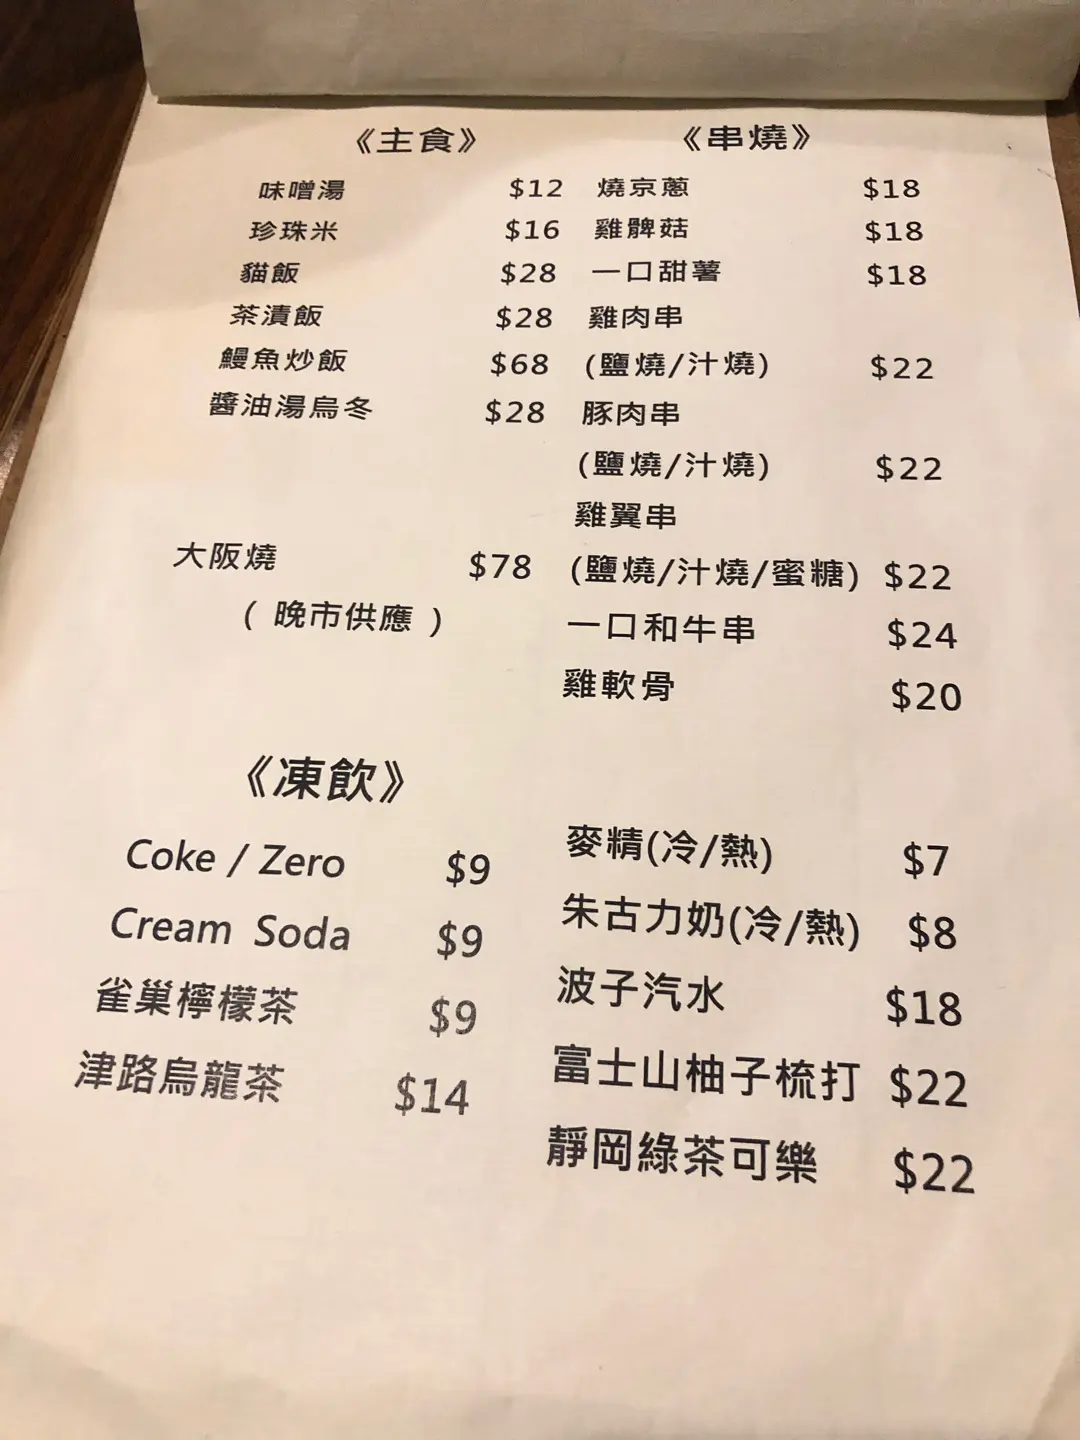 《主食》
味噌湯 $12
珍珠米 $16
貓飯 $28
茶漬飯 $28
鰻魚炒飯 $68
醬油湯烏冬 $28
大阪燒 $78
( 晚市供應 )
《串燒》
燒京蔥 $18
雞髀菇 $18
一口甜薯 $18
雞肉串
(鹽燒/汁燒) $22
豚肉串
(鹽燒/汁燒) $22
雞翼串
(鹽燒/汁燒/蜜糖) $22
一口和牛串 $24
雞軟骨 $20
《凍飲》
Coke / Zero $9
Cream Soda $9
雀巢檸檬茶 $9
津路烏龍茶 $14
麥精(冷/熱) $7
朱古力奶(冷/熱) $8
波子汽水 $18
富士山柚子梳打 $22
靜岡綠茶可樂 $22